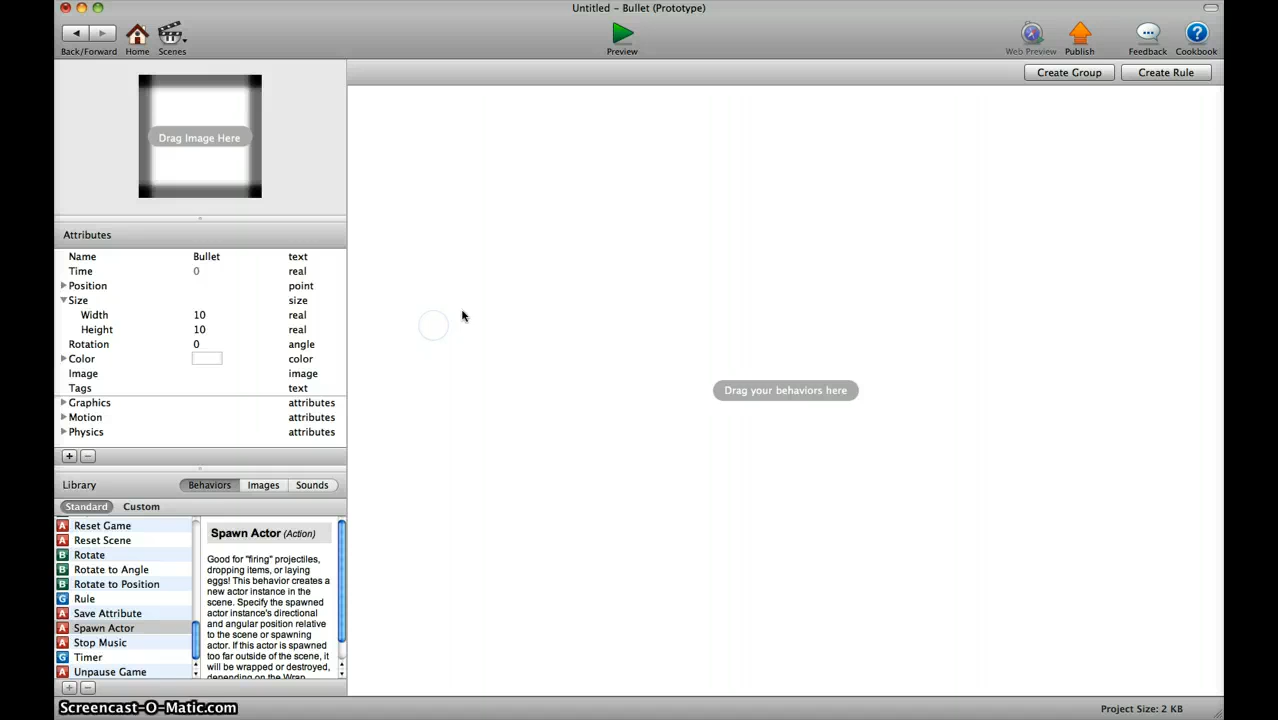 Untitled - Bullet (Prototype)
Back/Forward
Home
Scenes
Preview
Web Preview
Publish
Feedback
Cookbook
Create Group
Create Rule
Drag Image Here
Attributes
Name Bullet text
Time 0 real
Position point
Size size
Width 10 real
Height 10 real
Rotation 0 angle
Color color
Image image
Tags text
Graphics attributes
Motion attributes
Physics attributes
Drag your behaviors here
Library Behaviors Images Sounds
Standard Custom
A Reset Game
A Reset Scene
B Rotate
B Rotate to Angle
B Rotate to Position
G Rule
A Save Attribute
A Spawn Actor
A Stop Music
G Timer
A Unpause Game
Spawn Actor (Action)
Good for "firing" projectiles,
dropping items, or laying
eggs! This behavior creates a
new actor instance in the
scene. Specify the spawned
actor instance's directional
and angular position relative
to the scene or spawning
actor. If this actor is spawned
too far outside of the scene, it
will be wrapped or destroyed,
depending on the Wrap
Screencast-O-Matic.com
Project Size: 2 KB